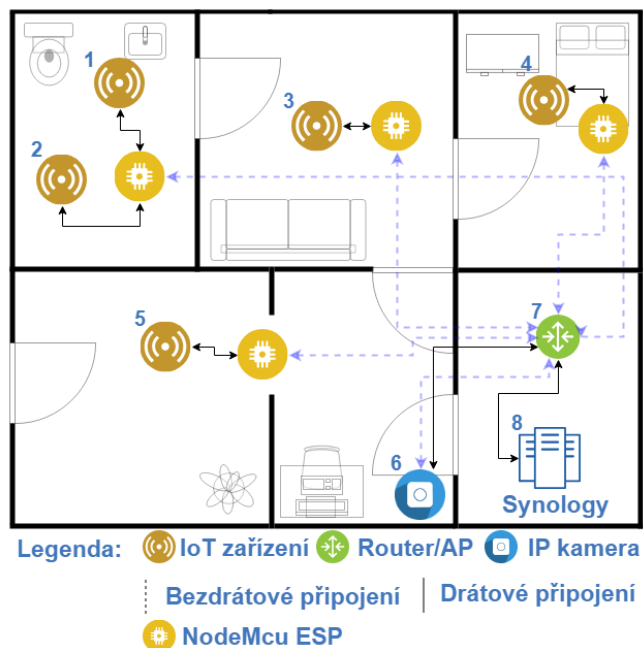 1
2
3
4
5
6
7
8
Synology
Legenda: IoT zařízení Router/AP IP kamera
Bezdrátové připojení Drátové připojení
NodeMcu ESP